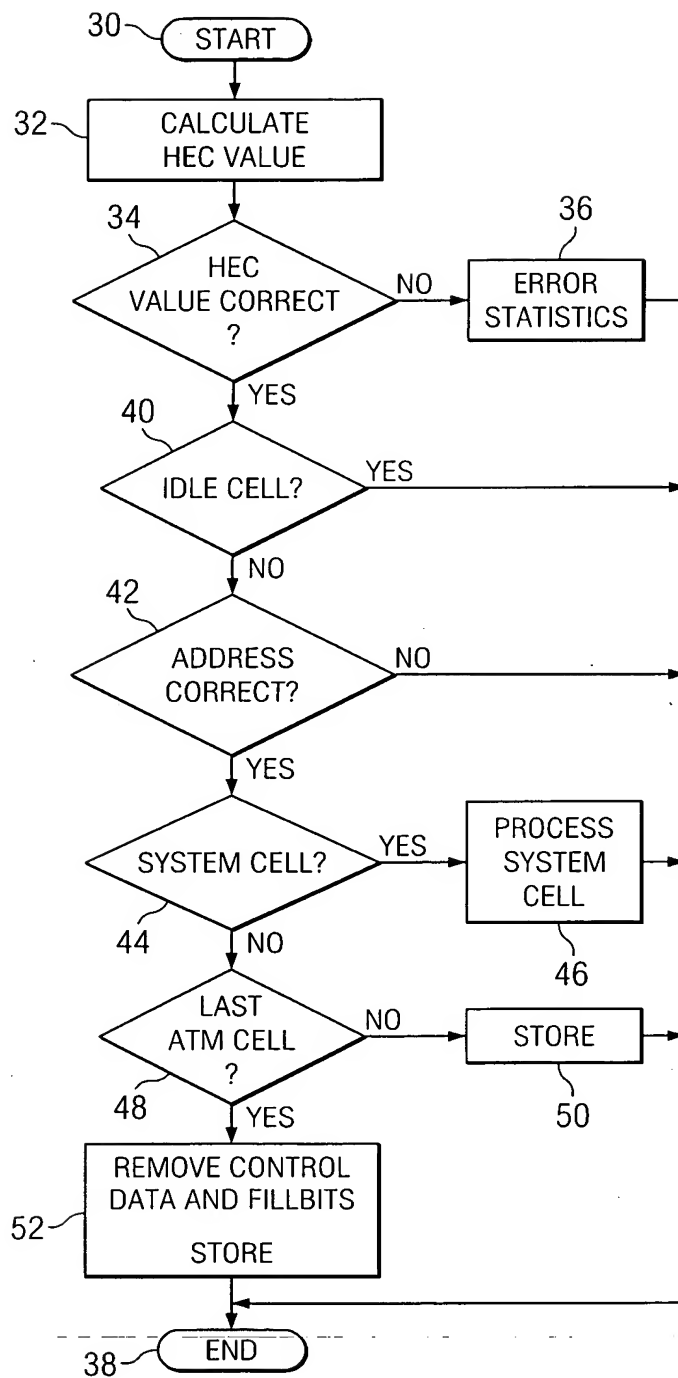 30
START
32
CALCULATE
HEC VALUE
34
HEC
VALUE CORRECT
?
NO
36
ERROR
STATISTICS
YES
40
IDLE CELL?
YES
NO
42
ADDRESS
CORRECT?
NO
YES
SYSTEM CELL?
44
YES
PROCESS
SYSTEM
CELL
46
NO
LAST
ATM CELL
?
48
NO
STORE
50
YES
52
REMOVE CONTROL
DATA AND FILLBITS
STORE
38
END